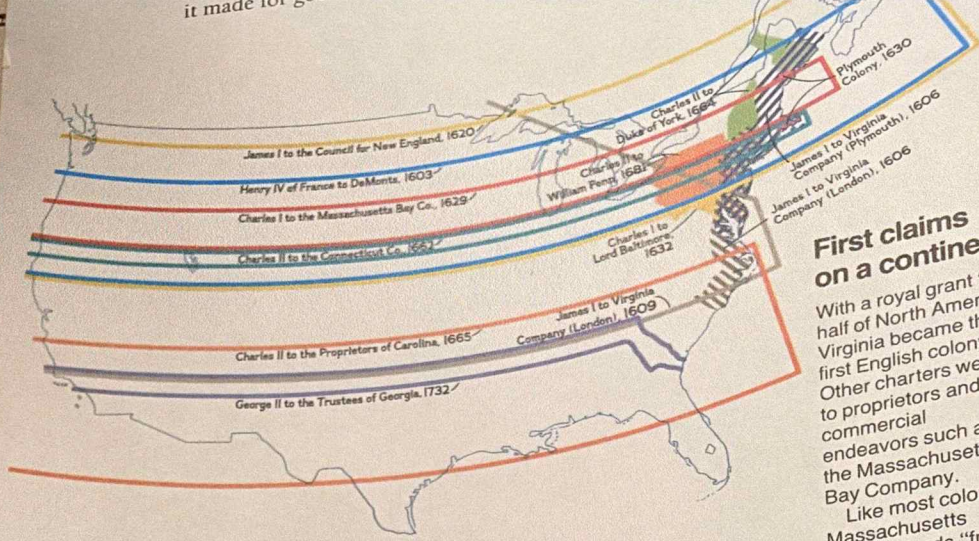 it made for g
Plymouth
Colony, 1630
Charles II to
Duke of York, 1664
James I to the Council for New England, 1620
James I to Virginia
Company (Plymouth), 1606
Henry IV of France to DeMonts, 1603
Charles II to
William Penn, 1681
James I to Virginia
Company (London), 1606
Charles I to the Massachusetts Bay Co., 1629
Charles I to
Lord Baltimore,
1632
Charles II to the Connecticut Co., 1662
James I to Virginia
Company (London), 1609
Charles II to the Proprietors of Carolina, 1665
George II to the Trustees of Georgia, 1732
First claims
on a contine
With a royal grant
half of North Amer
Virginia became th
first English colon
Other charters we
to proprietors and
commercial
endeavors such a
the Massachuset
Bay Company.
Like most colo
Massachusetts